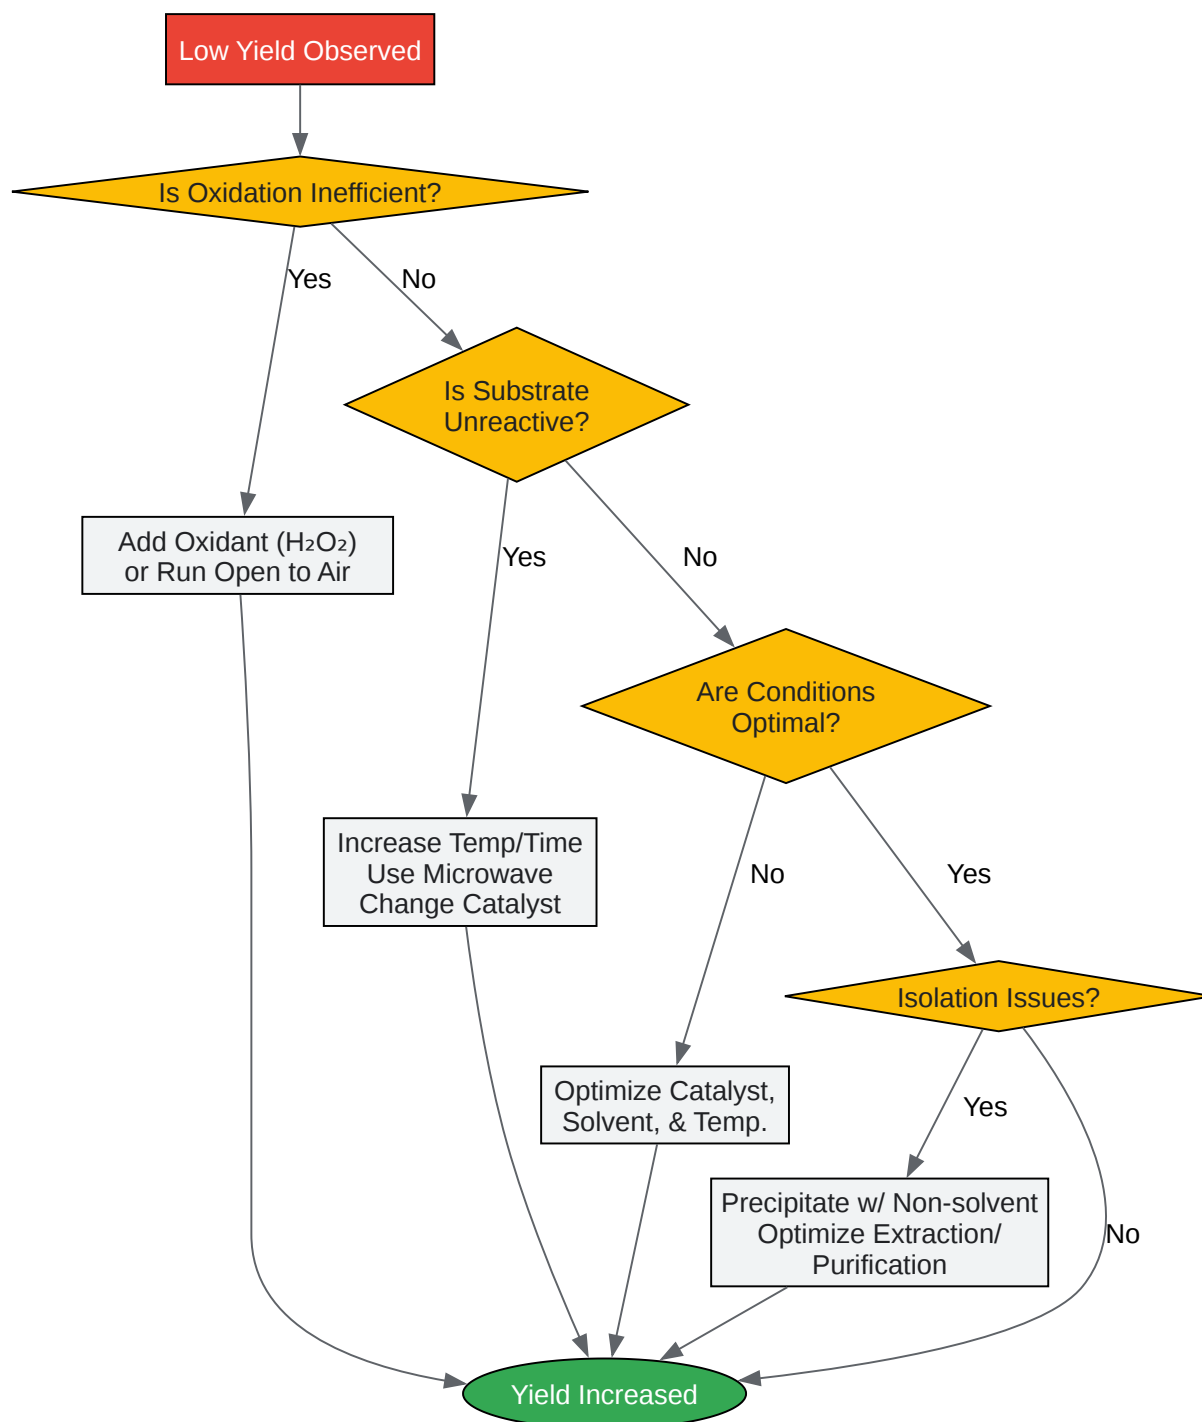 Low Yield Observed
Is Oxidation Inefficient?
Yes
No
Is Substrate
Unreactive?
Add Oxidant (H₂O₂)
or Run Open to Air
Yes
No
Are Conditions
Optimal?
Increase Temp/Time
Use Microwave
Change Catalyst
No
Yes
Isolation Issues?
Optimize Catalyst,
Solvent, & Temp.
Yes
Precipitate w/ Non-solvent
Optimize Extraction/
Purification
No
Yield Increased